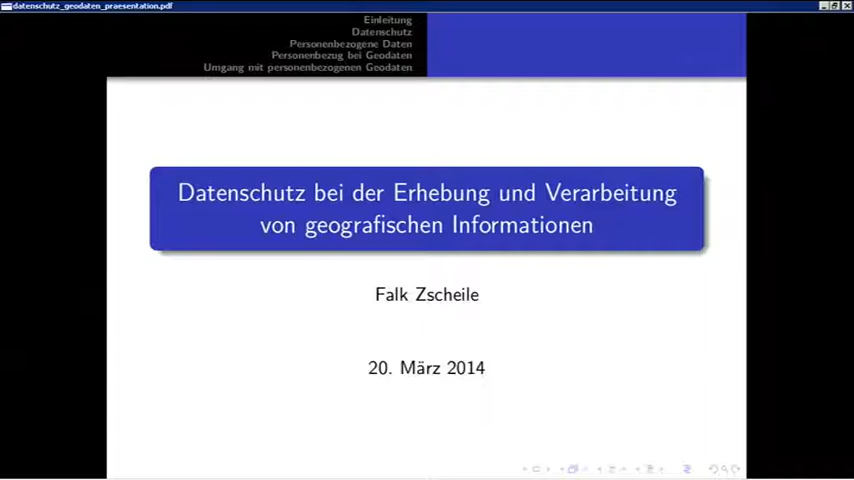 datenschutz_geodaten_praesentation.pdf
Einleitung
Datenschutz
Personenbezogene Daten
Personenbezug bei Geodaten
Umgang mit personenbezogenen Geodaten
Datenschutz bei der Erhebung und Verarbeitung
von geografischen Informationen
Falk Zscheile
20. März 2014